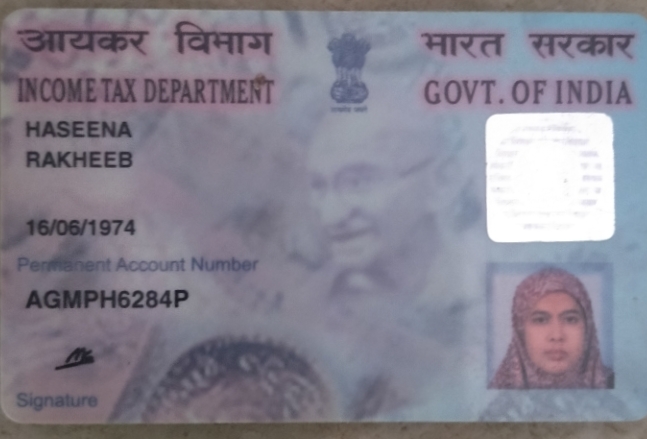 आयकर विभाग
भारत सरकार
INCOME TAX DEPARTMENT
GOVT. OF INDIA
HASEENA
RAKHEEB
16/06/1974
Permanent Account Number
AGMPH6284P
Signature